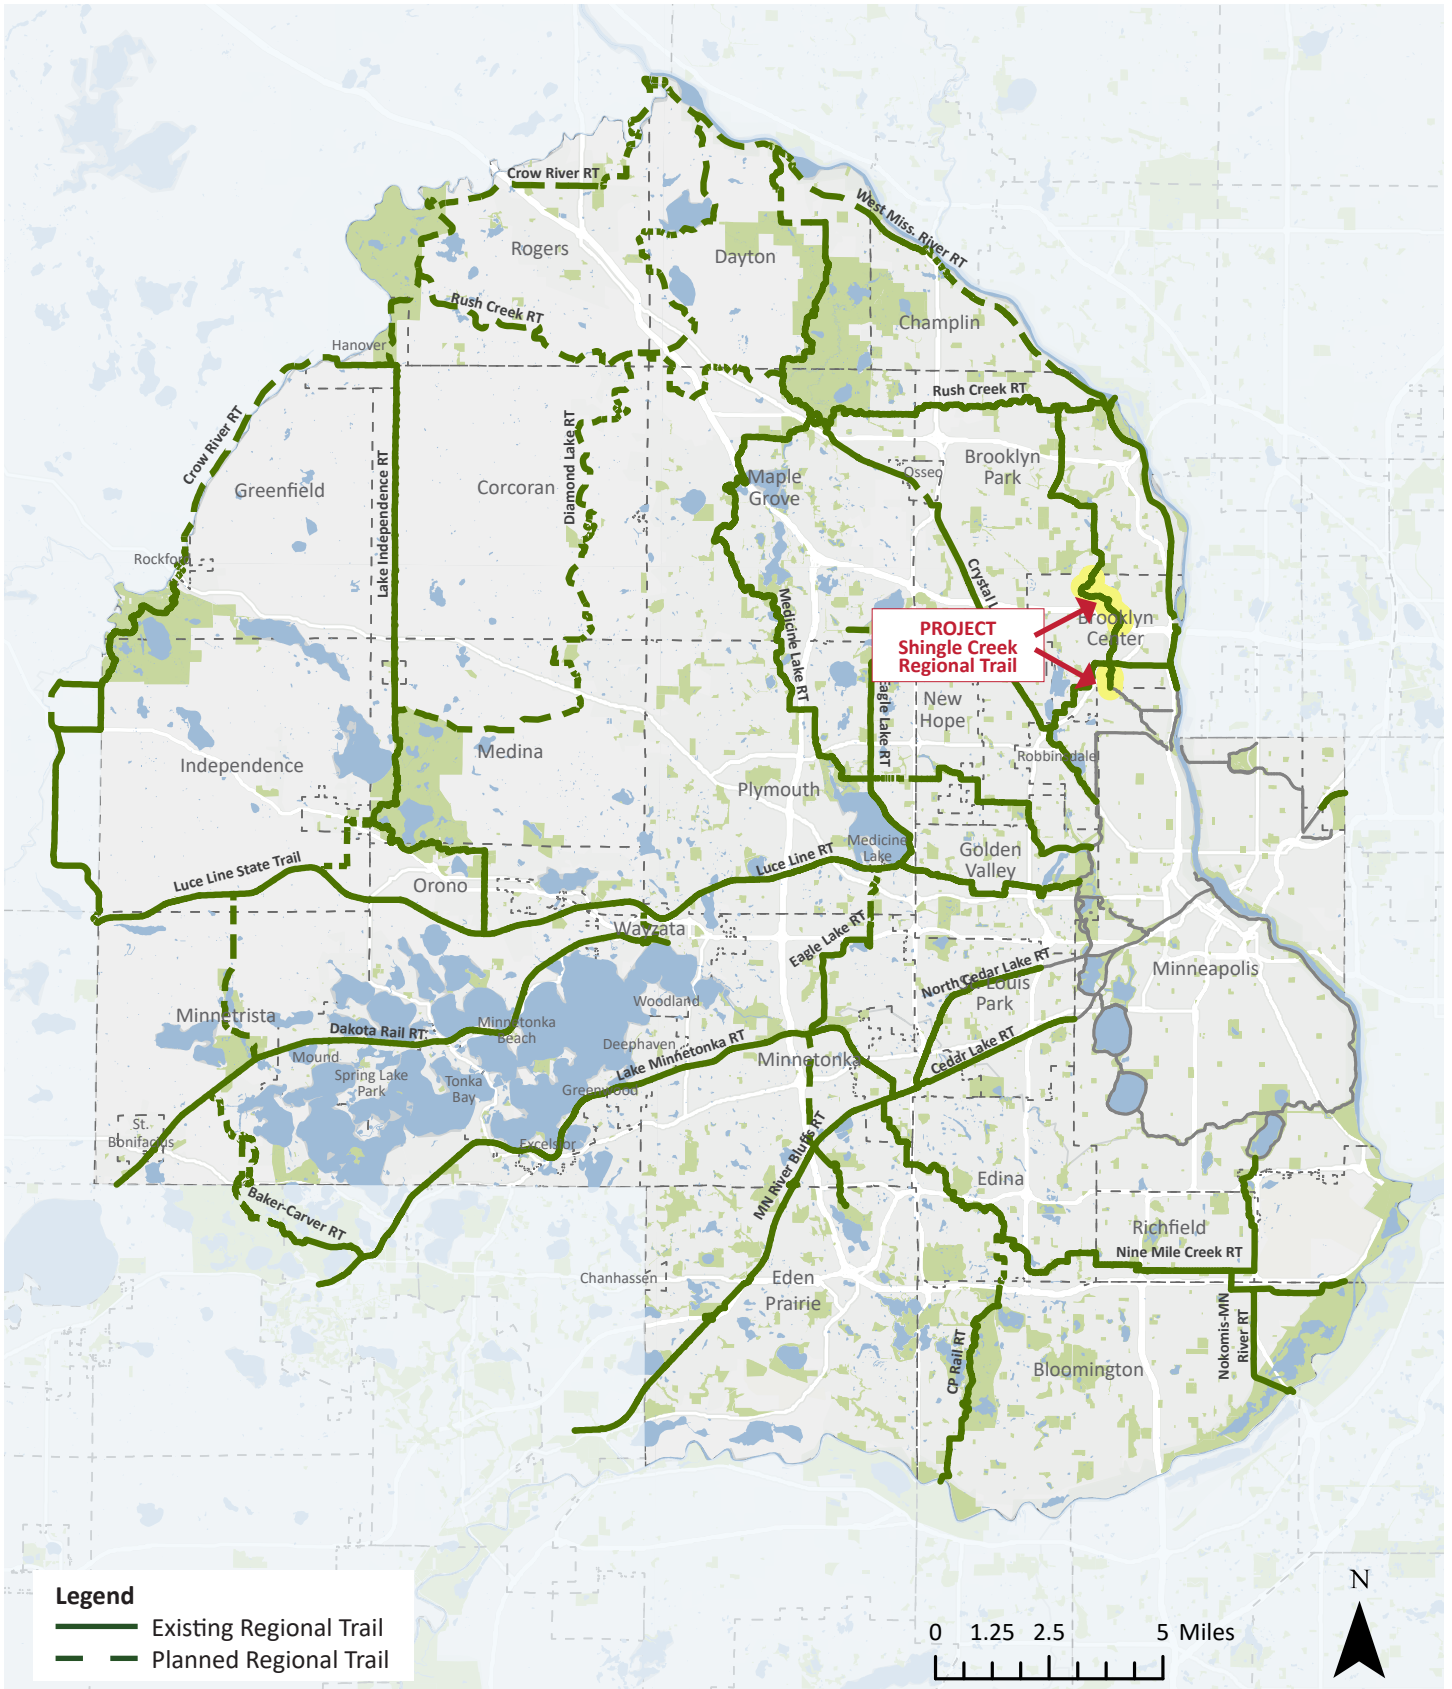 Crow River RT
West Miss. River RT
Rogers
Dayton
Rush Creek RT
Champlin
Hanover
Rush Creek RT
Crow River RT
Diamond Lake RT
Lake Independence RT
Brooklyn
Park
Osseo
Maple
Grove
Greenfield
Corcoran
Rockford
Crystal L
Medicine Lake RT
PROJECT
Shingle Creek
Regional Trail
Brooklyn
Center
Eagle Lake RT
New
Hope
Medina
Independence
Robbinsdale
Plymouth
Medicine
Lake
Golden
Valley
Luce Line RT
Luce Line State Trail
Orono
Wayzata
Eagle Lake RT
North Cedar Lake RT
Louis
Park
Minneapolis
Woodland
Minnetrista
Dakota Rail RT
Minnetonka
Beach
Deephaven
Lake Minnetonka RT
Minnetonka
Cedar Lake RT
Mound
Spring Lake
Park
Tonka
Bay
Greenwood
St.
Bonifacius
Excelsior
MN River Bluffs RT
Edina
Baker-Carver RT
Richfield
Nine Mile Creek RT
Chanhassen
Eden
Prairie
Nokomis-MN
River RT
CP Rail RT
Bloomington
Legend
Existing Regional Trail
Planned Regional Trail
0 1.25 2.5 5 Miles
N